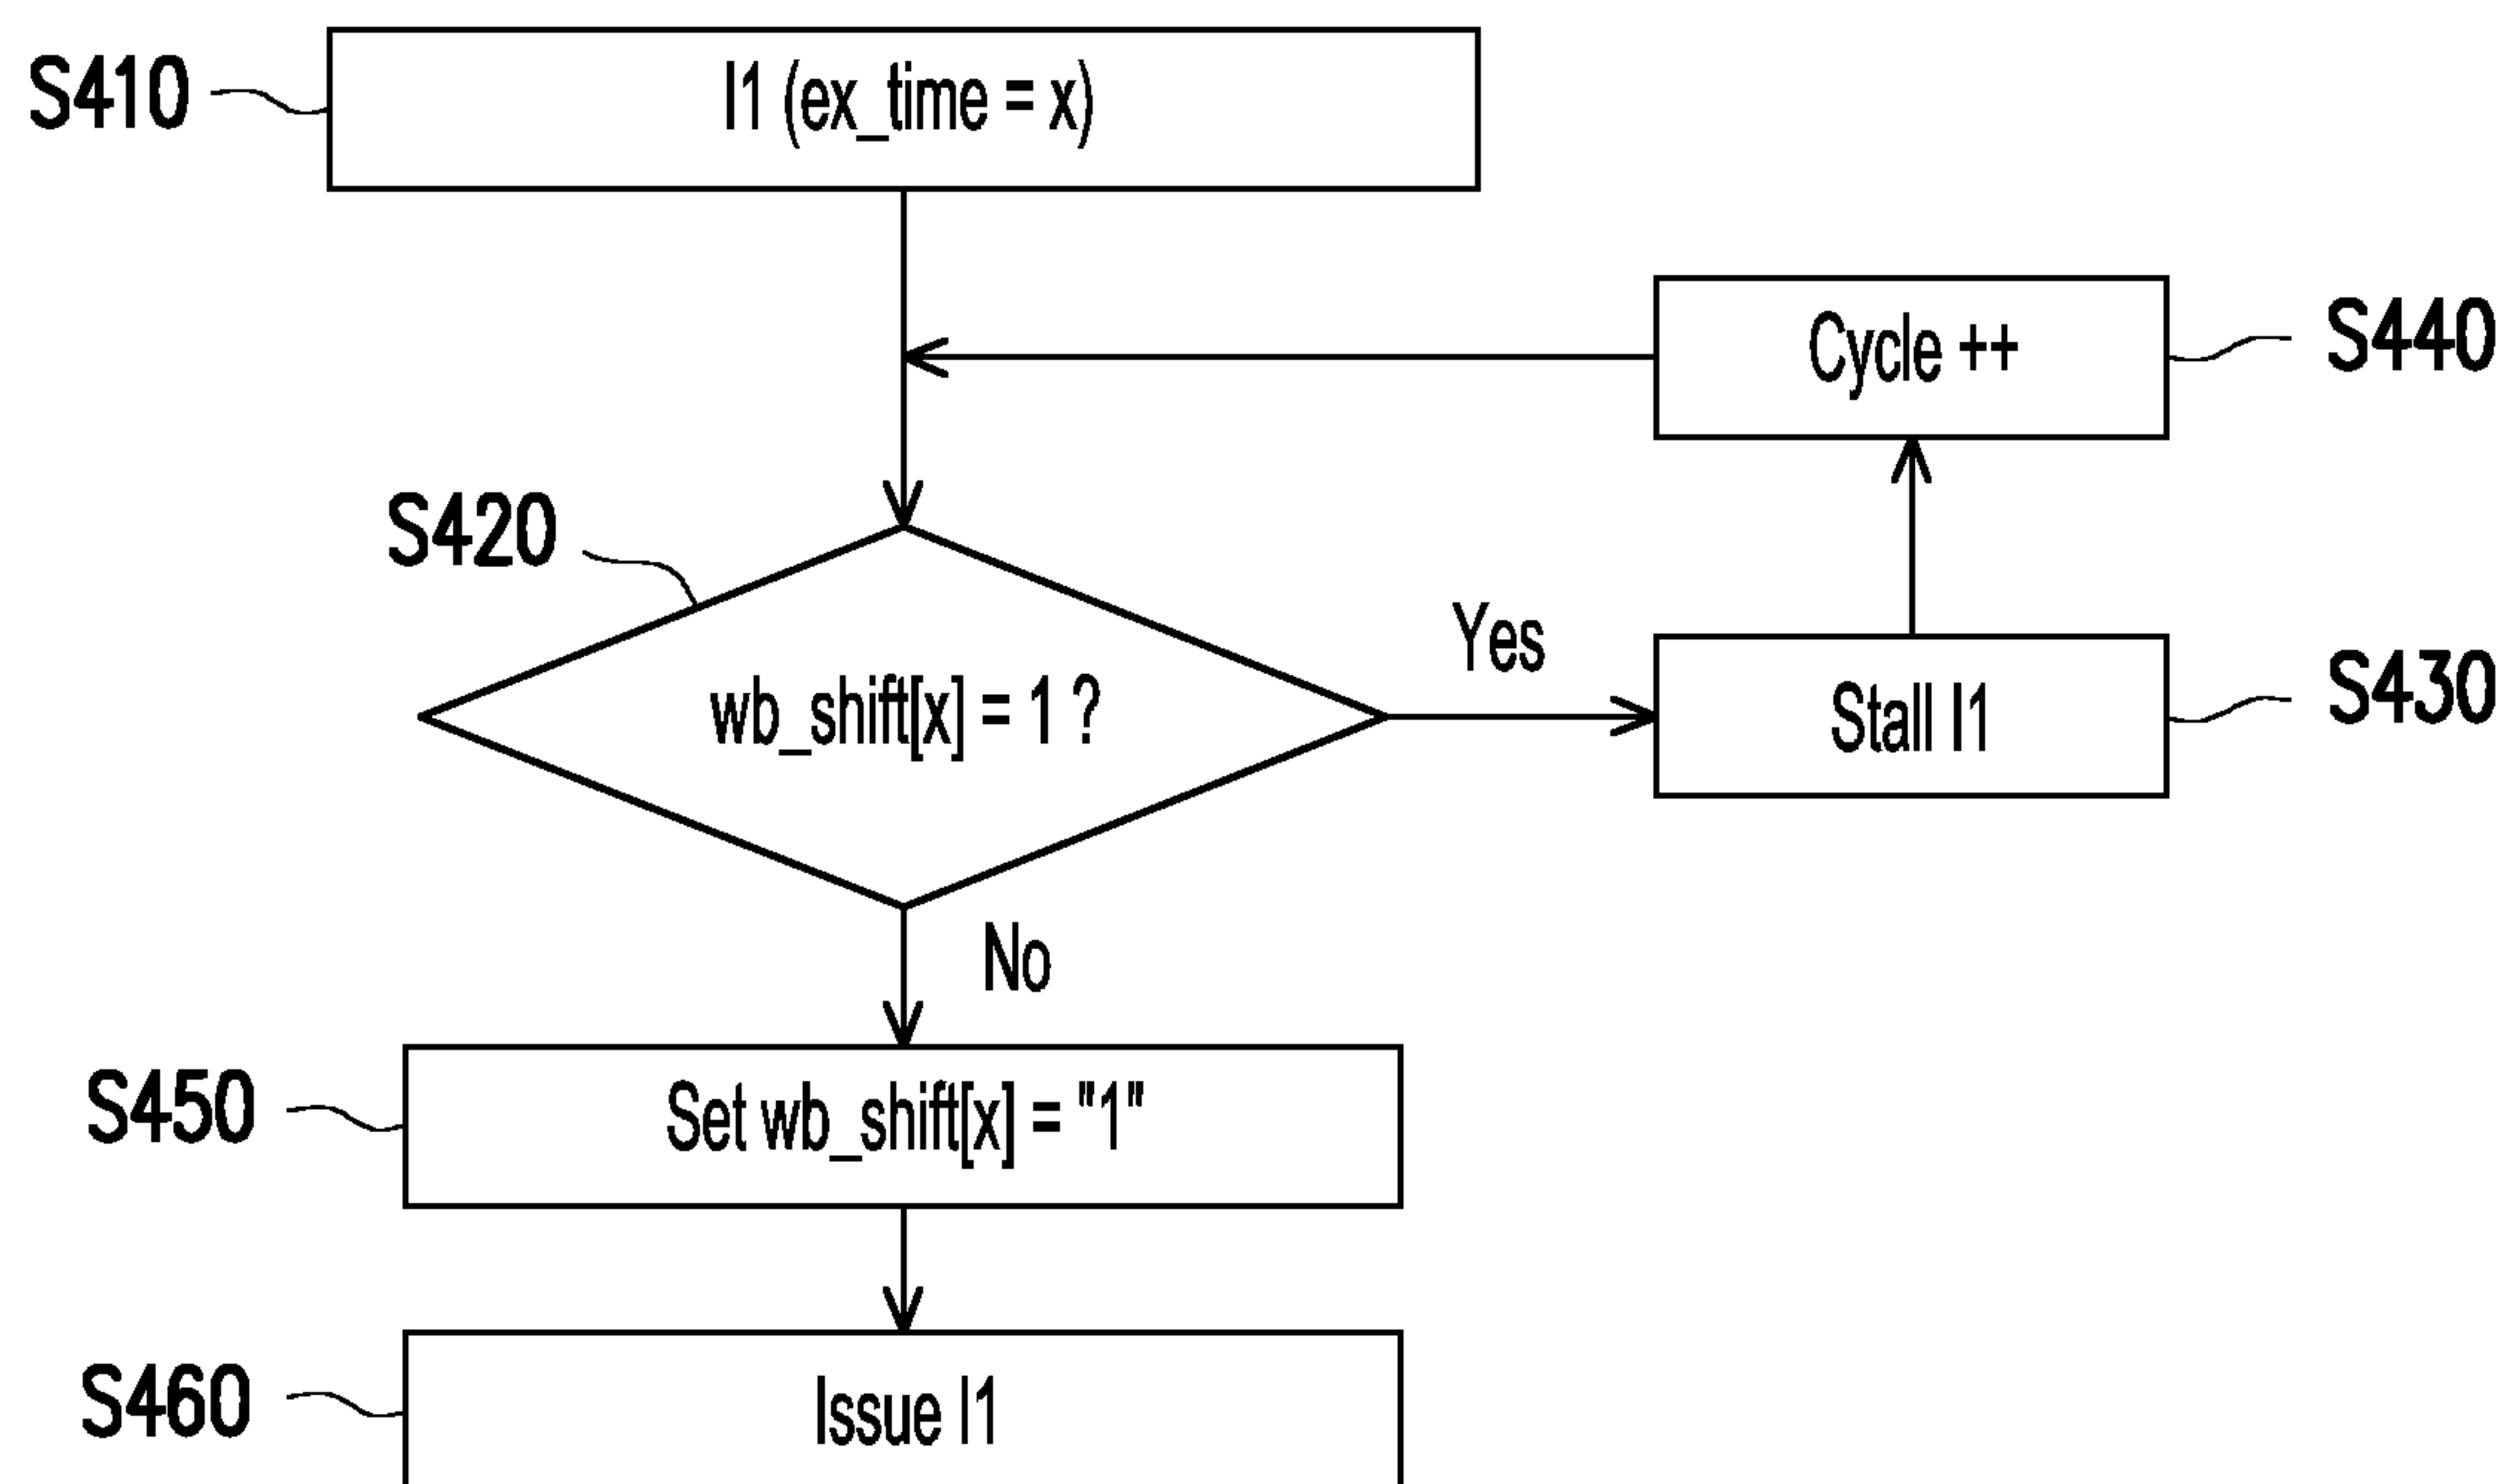 S410
I1 (ex_time = x)
Cycle ++
S440
S420
Yes
wb_shift[x] = 1 ?
Stall I1
S430
No
S450
Set wb_shift[x] = "1"
S460
Issue I1